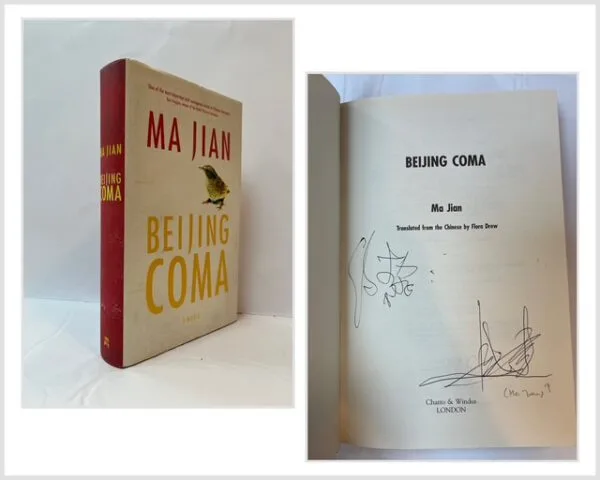 MA JIAN
BEIJING
COMA
MA JIAN
BEIJING
COMA
BEIJING COMA
Ma Jian
Translated from the Chinese by Flora Drew
Chatto & Windus
LONDON